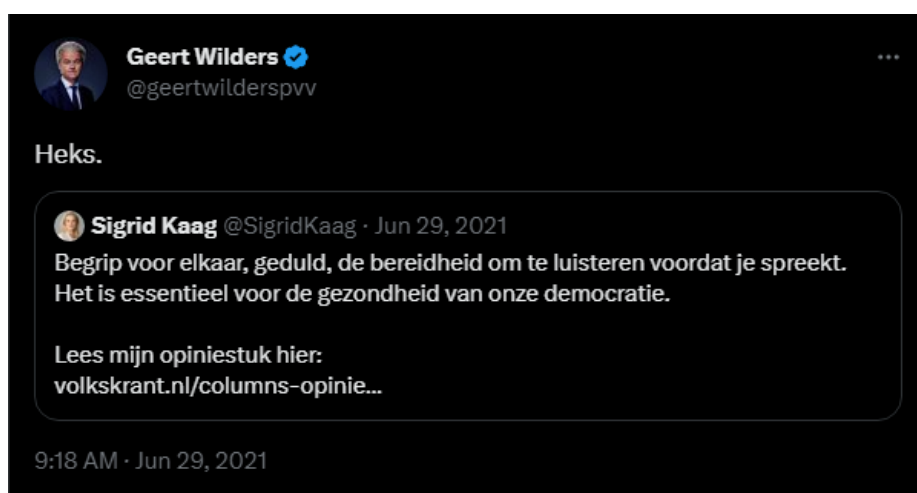 Geert Wilders
@geertwilderspvv
Heks.
Sigrid Kaag @SigridKaag · Jun 29, 2021
Begrip voor elkaar, geduld, de bereidheid om te luisteren voordat je spreekt.
Het is essentieel voor de gezondheid van onze democratie.
Lees mijn opiniestuk hier:
volkskrant.nl/columns-opinie...
9:18 AM · Jun 29, 2021